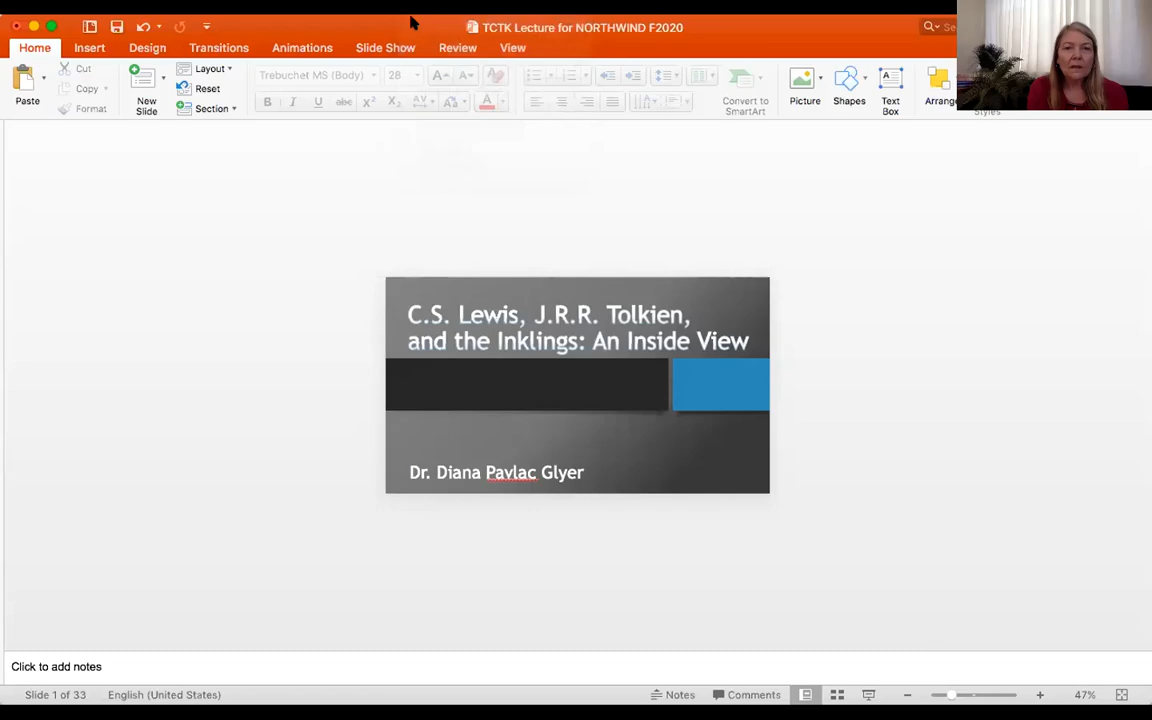 TCTK Lecture for NORTHWIND F2020
Home Insert Design Transitions Animations Slide Show Review View
Paste
Cut
Copy
Format
New Slide
Layout
Reset
Section
Trebuchet MS (Body) 28
Convert to SmartArt
Picture
Shapes
Text Box
Arrange
Styles
C.S. Lewis, J.R.R. Tolkien,
and the Inklings: An Inside View
Dr. Diana Pavlac Glyer
Click to add notes
Slide 1 of 33 English (United States) Notes Comments 47%